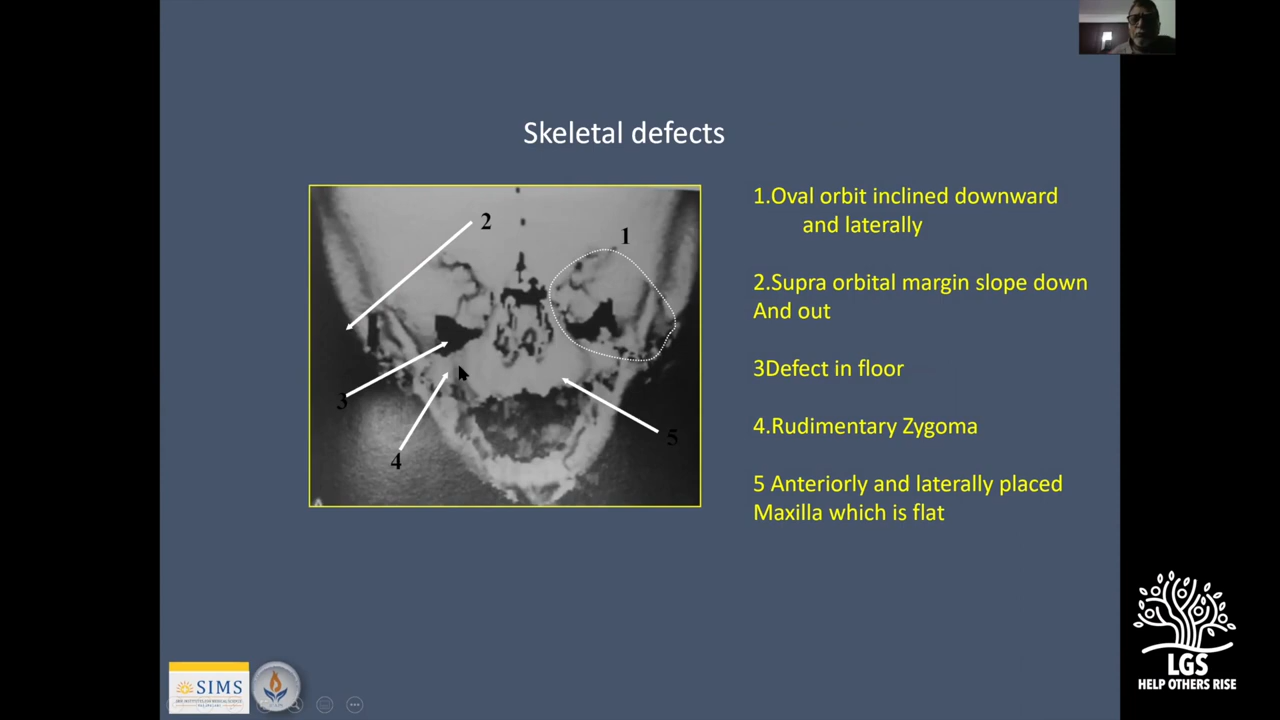 Skeletal defects
2
1
3
4
5
1.Oval orbit inclined downward
and laterally
2.Supra orbital margin slope down
And out
3Defect in floor
4.Rudimentary Zygoma
5 Anteriorly and laterally placed
Maxilla which is flat
SIMS
LGS
HELP OTHERS RISE